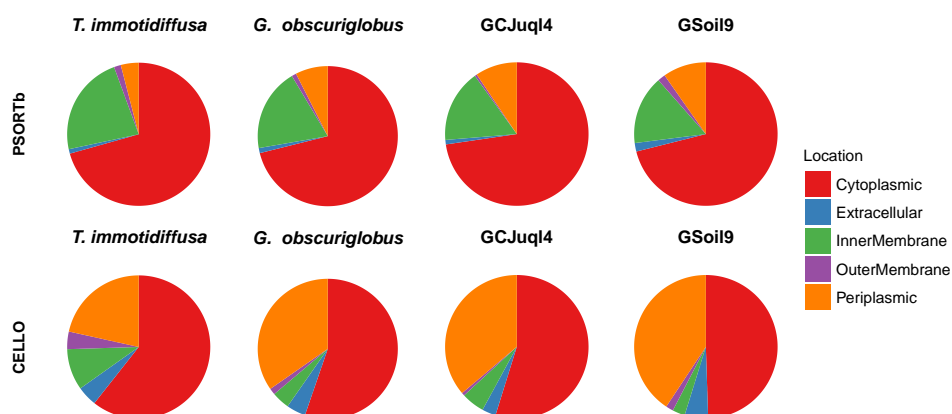 T. immotidiffusa G. obscuriglobus GCJuql4 GSoil9
PSORTb
Location
Cytoplasmic
Extracellular
InnerMembrane
OuterMembrane
Periplasmic
T. immotidiffusa G. obscuriglobus GCJuql4 GSoil9
CELLO